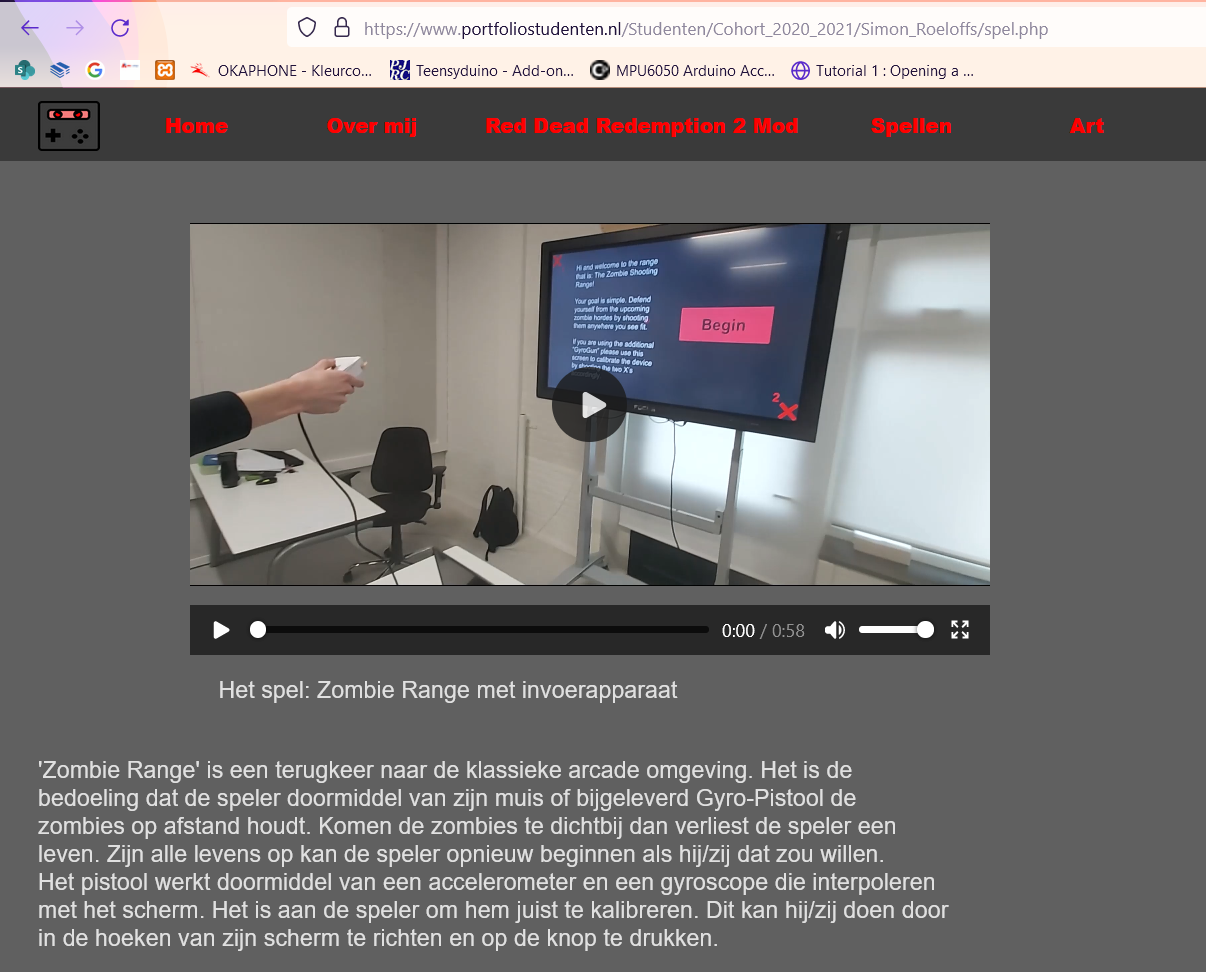 https://www.portfoliostudenten.nl/Studenten/Cohort_2020_2021/Simon_Roeloffs/spel.php
OKAPHONE - Kleurco... Teensyduino - Add-on... MPU6050 Arduino Acc... Tutorial 1 : Opening a ...
Home Over mij Red Dead Redemption 2 Mod Spellen Art
Hi and welcome to the range
that is: The Zombie Shooting
Range!
Your goal is simple. Defend
yourself from the upcoming
zombie hordes by shooting
them anywhere you see fit.
If you are using the additional
"GyroGun" please use this
screen to calibrate the device
by shooting the two X's
Begin
2
0:00 / 0:58
Het spel: Zombie Range met invoerapparaat
'Zombie Range' is een terugkeer naar de klassieke arcade omgeving. Het is de
bedoeling dat de speler doormiddel van zijn muis of bijgeleverd Gyro-Pistool de
zombies op afstand houdt. Komen de zombies te dichtbij dan verliest de speler een
leven. Zijn alle levens op kan de speler opnieuw beginnen als hij/zij dat zou willen.
Het pistool werkt doormiddel van een accelerometer en een gyroscope die interpoleren
met het scherm. Het is aan de speler om hem juist te kalibreren. Dit kan hij/zij doen door
in de hoeken van zijn scherm te richten en op de knop te drukken.